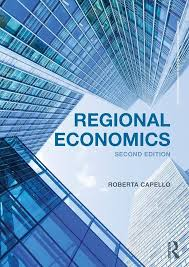 REGIONAL
ECONOMICS
SECOND EDITION
ROBERTA CAPELLO
R